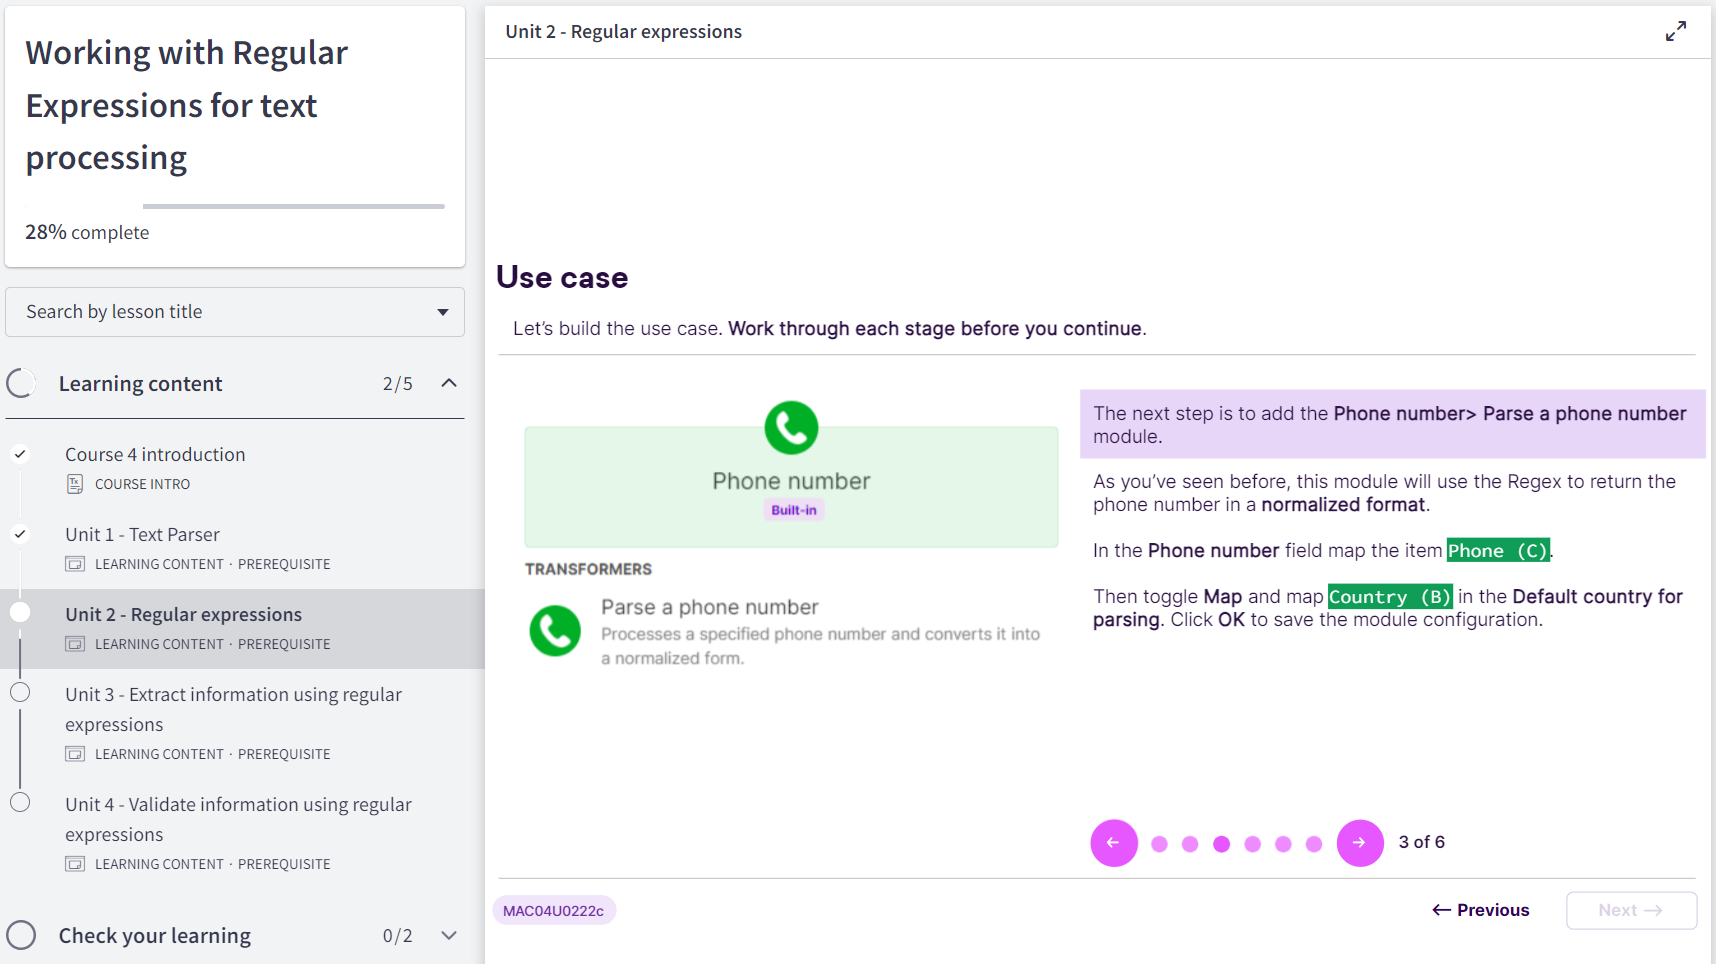 Working with Regular
Expressions for text
processing
28% complete
Search by lesson title
Learning content 2/5
Course 4 introduction
COURSE INTRO
Unit 1 - Text Parser
LEARNING CONTENT · PREREQUISITE
Unit 2 - Regular expressions
LEARNING CONTENT · PREREQUISITE
Unit 3 - Extract information using regular
expressions
LEARNING CONTENT · PREREQUISITE
Unit 4 - Validate information using regular
expressions
LEARNING CONTENT · PREREQUISITE
Check your learning 0/2
Unit 2 - Regular expressions
Use case
Let's build the use case. Work through each stage before you continue.
Phone number
Built-in
TRANSFORMERS
Parse a phone number
Processes a specified phone number and converts it into
a normalized form.
The next step is to add the Phone number> Parse a phone number
module.
As you've seen before, this module will use the Regex to return the
phone number in a normalized format.
In the Phone number field map the item Phone (C).
Then toggle Map and map Country (B) in the Default country for
parsing. Click OK to save the module configuration.
3 of 6
MAC04U0222c
← Previous
Next →